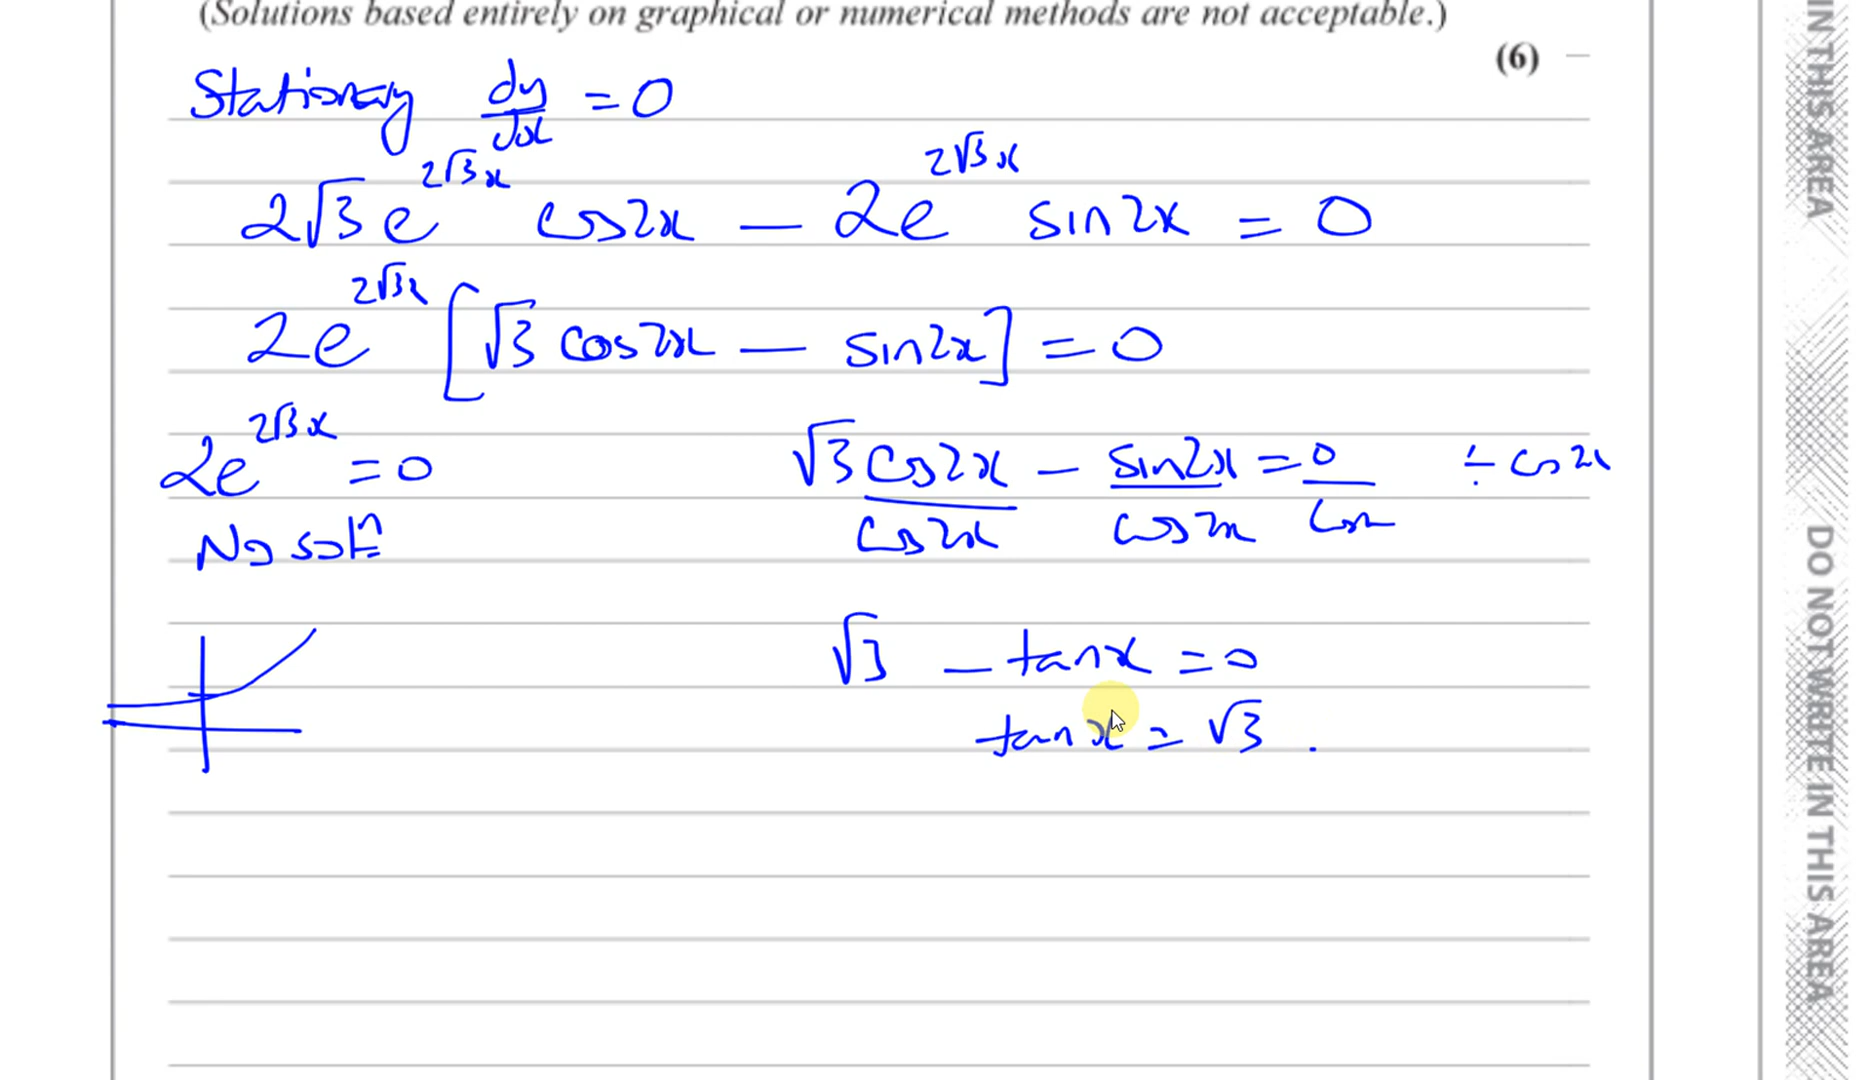 (Solutions based entirely on graphical or numerical methods are not acceptable.)
(6)
Stationary dy/dx = 0
2√3 e^{2√3x} cos2x − 2e^{2√3x} sin2x = 0
2e^{2√3x} [√3 cos2x − sin2x] = 0
2e^{2√3x} = 0
No sol^n
√3 cos2x/cos2x − sin2x/cos2x = 0/cos2x ÷ cos2x
√3 − tanx = 0
tanx = √3 .
IN THIS AREA
DO NOT WRITE IN THIS AREA